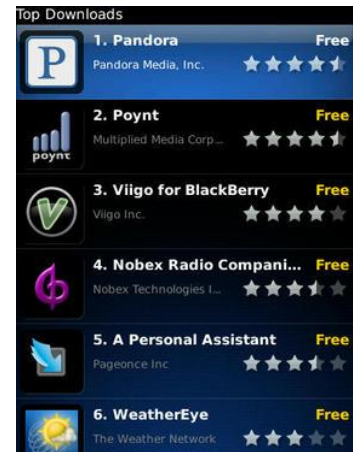 Top Downloads
P
1. Pandora Free
Pandora Media, Inc.
poynt
2. Poynt Free
Multiplied Media Corp...
V
3. Viigo for BlackBerry Free
Viigo Inc.
4. Nobex Radio Compani... Free
Nobex Technologies I...
5. A Personal Assistant Free
Pageonce Inc
6. WeatherEye Free
The Weather Network